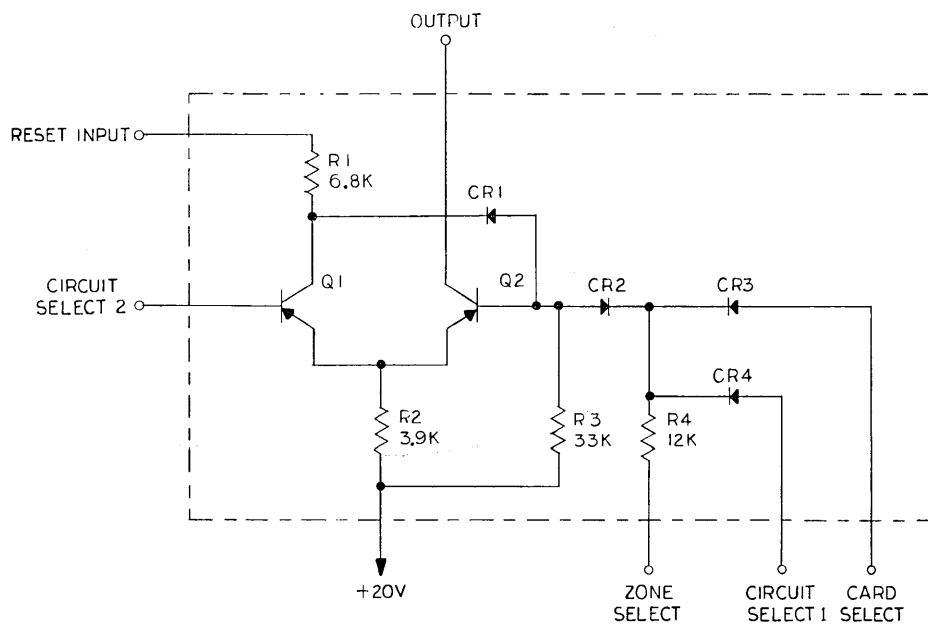 OUTPUT
RESET INPUT
R1
6.8K
CR1
CIRCUIT
SELECT 2
Q1
Q2
CR2
CR3
CR4
R2
3.9K
R3
33K
R4
12K
+20V
ZONE
SELECT
CIRCUIT
SELECT 1
CARD
SELECT